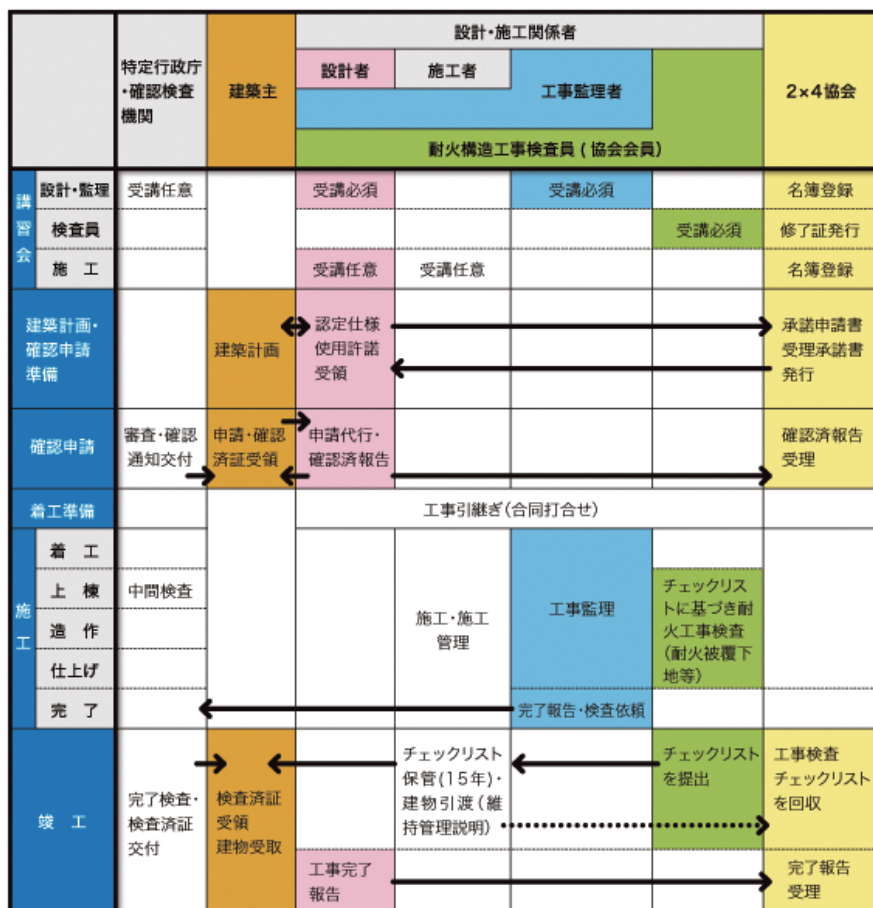 設計・施工関係者
特定行政庁
・確認検査
機関
建築主
設計者
施工者
工事監理者
2×4協会
耐火構造工事検査員(協会会員)
講習会
設計・監理
受講任意
受講必須
受講必須
名簿登録
検査員
受講必須
修了証発行
施 工
受講任意
受講任意
名簿登録
建築計画・
確認申請
準備
建築計画
認定仕様
使用許諾
受領
承諾申請書
受理承諾書
発行
確認申請
審査・確認
通知交付
申請・確認
済証受領
申請代行・
確認済報告
確認済報告
受理
着工準備
工事引継ぎ(合同打合せ)
施工
着 工
上 棟
中間検査
造 作
仕上げ
完 了
施工・施工
管理
工事監理
チェックリス
トに基づき耐
火工事検査
(耐火被覆下
地等)
完了報告・検査依頼
竣 工
完了検査・
検査済証
交付
検査済証
受領
建物受取
チェックリスト
保管(15年)・
建物引渡(維
持管理説明)
チェックリスト
を提出
工事検査
チェックリスト
を回収
工事完了
報告
完了報告
受理